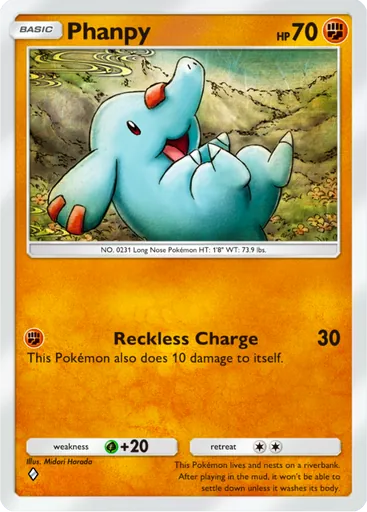 BASIC Phanpy HP 70
NO. 0231 Long Nose Pokémon HT: 1'8" WT: 73.9 lbs.
Reckless Charge 30
This Pokémon also does 10 damage to itself.
weakness +20 retreat
Illus. Midori Harada
This Pokémon lives and nests on a riverbank.
After playing in the mud, it won't be able to
settle down unless it washes its body.